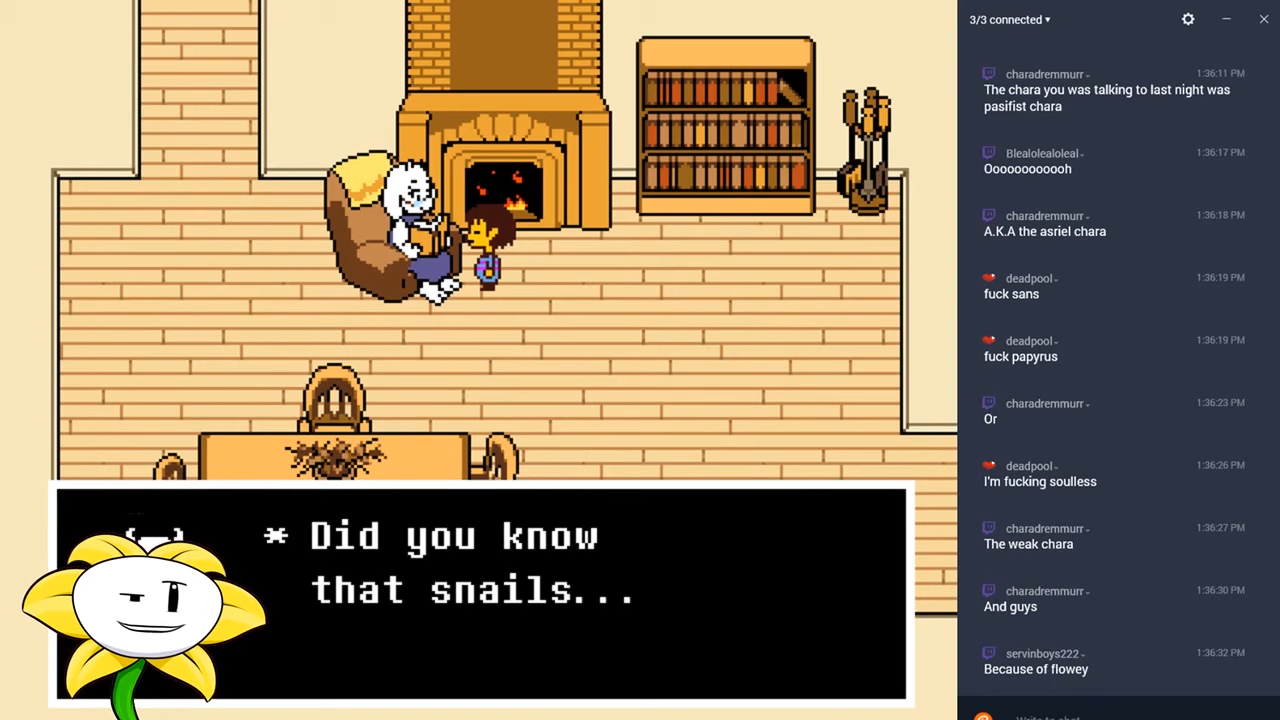 * Did you know
that snails...
3/3 connected ▾
charadremmurr
1:36:11 PM
The chara you was talking to last night was
pasifist chara
Blealolealoleal
1:36:17 PM
Oooooooooooh
charadremmurr
1:36:18 PM
A.K.A the asriel chara
deadpool
1:36:19 PM
fuck sans
deadpool
1:36:19 PM
fuck papyrus
charadremmurr
1:36:23 PM
Or
deadpool
1:36:26 PM
I'm fucking soulless
charadremmurr
1:36:27 PM
The weak chara
charadremmurr
1:36:30 PM
And guys
servinboys222
1:36:32 PM
Because of flowey
Write to chat